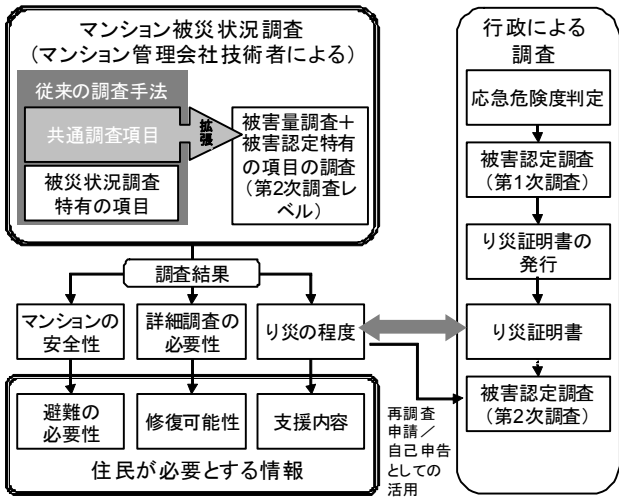 マンション被災状況調査
(マンション管理会社技術者による)
従来の調査手法
共通調査項目
拡張
被災状況調査
特有の項目
被害量調査＋
被害認定特有
の項目の調査
(第2次調査レ
ベル)
調査結果
マンションの
安全性
詳細調査の
必要性
り災の程度
避難の
必要性
修復可能性
支援内容
住民が必要とする情報
再調査
申請／
自己申告
としての
活用
行政による
調査
応急危険度判定
被害認定調査
(第1次調査)
り災証明書の
発行
り災証明書
被害認定調査
(第2次調査)